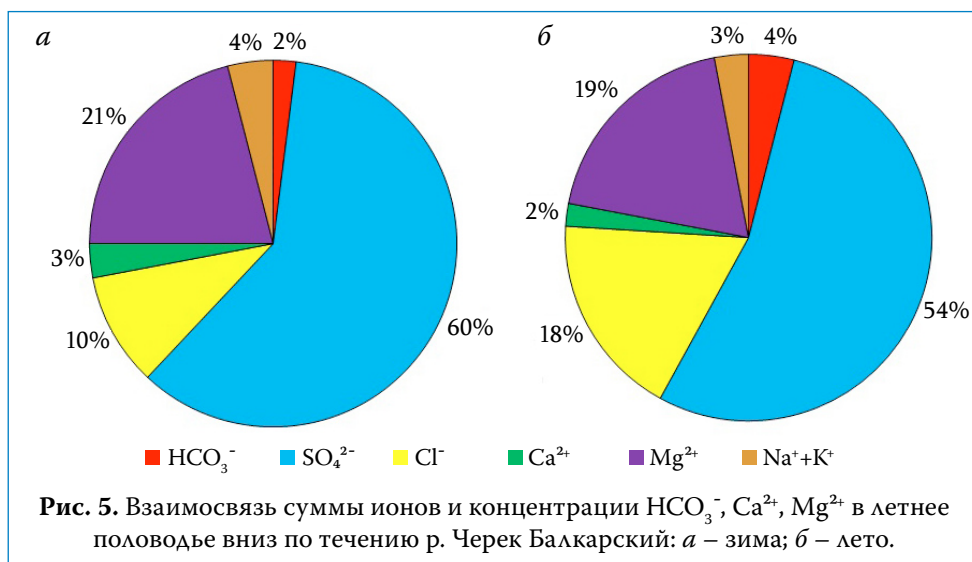 а
4%
2%
21%
3%
10%
60%
б
3%
4%
19%
2%
18%
54%
HCO₃⁻ SO₄²⁻ Cl⁻ Ca²⁺ Mg²⁺ Na⁺+K⁺
Рис. 5. Взаимосвязь суммы ионов и концентрации HCO₃⁻, Ca²⁺, Mg²⁺ в летнее
половодье вниз по течению р. Черек Балкарский: а – зима; б – лето.